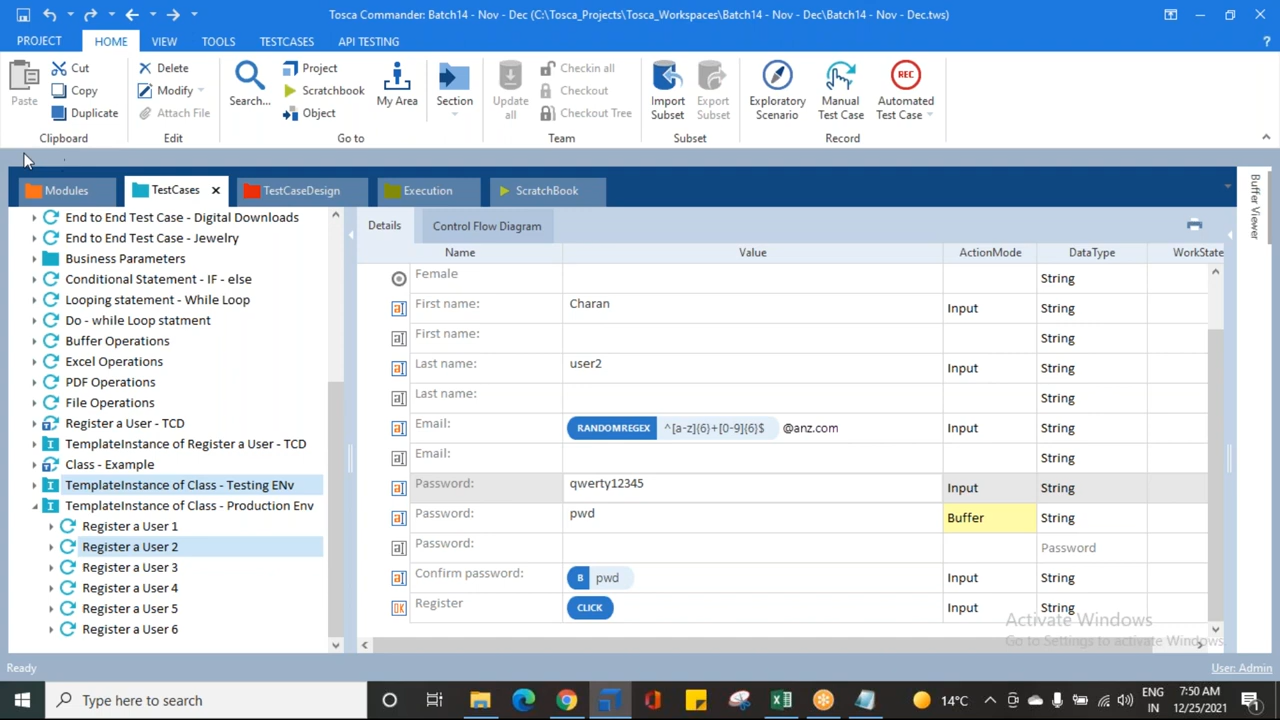 Tosca Commander: Batch14 - Nov - Dec (C:\Tosca_Projects\Tosca_Workspaces\Batch14 - Nov - Dec\Batch14 - Nov - Dec.tws)
PROJECT HOME VIEW TOOLS TESTCASES API TESTING ?
Paste Cut Copy Duplicate Clipboard
Delete Modify Attach File Edit
Search... Project Scratchbook Object My Area Section Go to
Update all Checkin all Checkout Checkout Tree Team
Import Subset Export Subset Subset
Exploratory Scenario Manual Test Case REC Automated Test Case Record
Modules TestCases TestCaseDesign Execution ScratchBook
Buffer Viewer
End to End Test Case - Digital Downloads
End to End Test Case - Jewelry
Business Parameters
Conditional Statement - IF - else
Looping statement - While Loop
Do - while Loop statment
Buffer Operations
Excel Operations
PDF Operations
File Operations
Register a User - TCD
TemplateInstance of Register a User - TCD
Class - Example
TemplateInstance of Class - Testing ENv
TemplateInstance of Class - Production Env
Register a User 1
Register a User 2
Register a User 3
Register a User 4
Register a User 5
Register a User 6
Details Control Flow Diagram
Name Value ActionMode DataType WorkState
Female String
First name: Charan Input String
First name: String
Last name: user2 Input String
Last name: String
Email: RANDOMREGEX ^[a-z]{6}+[0-9]{6}$ @anz.com Input String
Email: String
Password: qwerty12345 Input String
Password: pwd Buffer String
Password: Password
Confirm password: B pwd Input String
Register CLICK Input String
Activate Windows
Go to Settings to activate Windows.
Ready User: Admin
Type here to search 14°C ENG IN 7:50 AM 12/25/2021 1